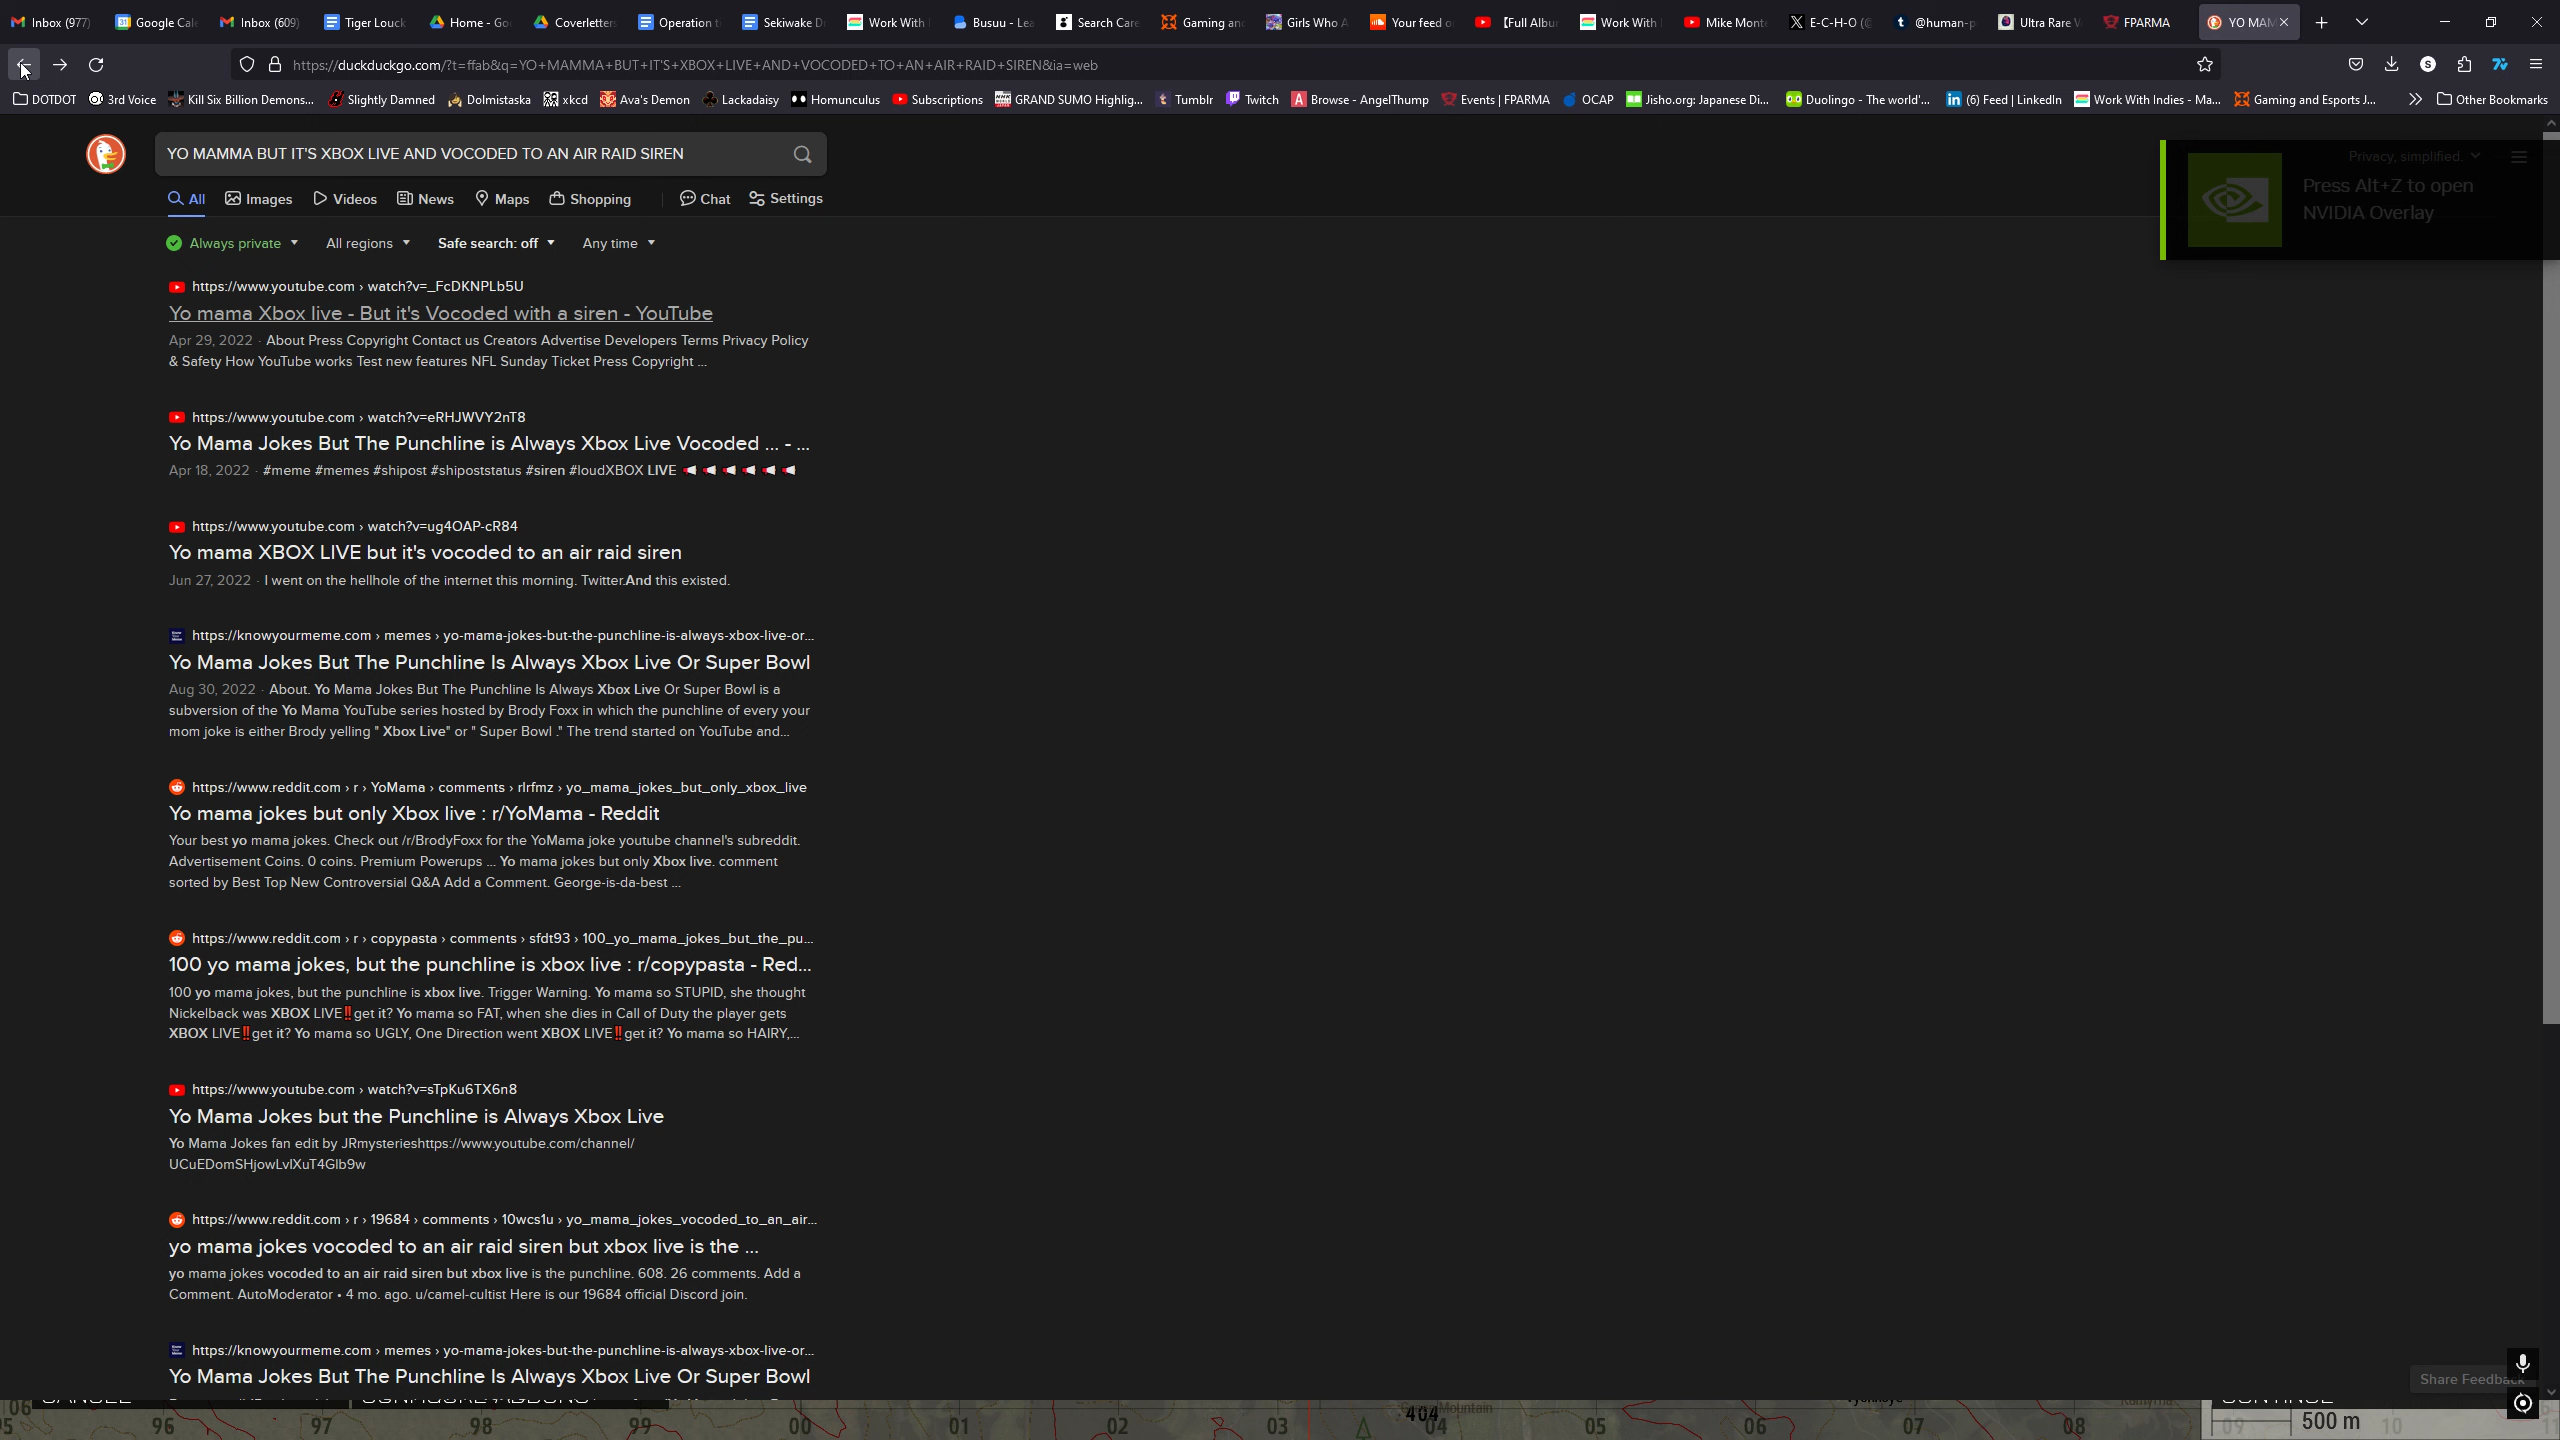 Inbox (977) Google Cale Inbox (609) Tiger Louck Home - Go Coverletters Operation Sekiwake D Work With Busuu - Lea Search Care Gaming an Girls Who A Your feed o 【Full Albu Work With Mike Mont E-C-H-O (@ @human-p Ultra Rare V FPARMA YO MAM
https://duckduckgo.com/?t=ffab&q=YO+MAMMA+BUT+IT'S+XBOX+LIVE+AND+VOCODED+TO+AN+AIR+RAID+SIREN&ia=web
DOTDOT 3rd Voice Kill Six Billion Demons... Slightly Damned Dolmistaska xkcd Ava's Demon Lackadaisy Homunculus Subscriptions GRAND SUMO Highlig... Tumblr Twitch Browse - AngelThump Events | FPARMA OCAP Jisho.org: Japanese Di... Duolingo - The world'... (6) Feed | LinkedIn Work With Indies - Ma... Gaming and Esports J... Other Bookmarks
YO MAMMA BUT IT'S XBOX LIVE AND VOCODED TO AN AIR RAID SIREN
Privacy, simplified.
Press Alt+Z to open
NVIDIA Overlay
All Images Videos News Maps Shopping Chat Settings
Always private All regions Safe search: off Any time
https://www.youtube.com › watch?v=_FcDKNPLb5U
Yo mama Xbox live - But it's Vocoded with a siren - YouTube
Apr 29, 2022 · About Press Copyright Contact us Creators Advertise Developers Terms Privacy Policy
& Safety How YouTube works Test new features NFL Sunday Ticket Press Copyright ...
https://www.youtube.com › watch?v=eRHJWVY2nT8
Yo Mama Jokes But The Punchline is Always Xbox Live Vocoded ... - ...
Apr 18, 2022 · #meme #memes #shipost #shipoststatus #siren #loudXBOX LIVE
https://www.youtube.com › watch?v=ug4OAP-cR84
Yo mama XBOX LIVE but it's vocoded to an air raid siren
Jun 27, 2022 · I went on the hellhole of the internet this morning. Twitter.And this existed.
https://knowyourmeme.com › memes › yo-mama-jokes-but-the-punchline-is-always-xbox-live-or...
Yo Mama Jokes But The Punchline Is Always Xbox Live Or Super Bowl
Aug 30, 2022 · About. Yo Mama Jokes But The Punchline Is Always Xbox Live Or Super Bowl is a
subversion of the Yo Mama YouTube series hosted by Brody Foxx in which the punchline of every your
mom joke is either Brody yelling " Xbox Live" or " Super Bowl ." The trend started on YouTube and...
https://www.reddit.com › r › YoMama › comments › rlrfmz › yo_mama_jokes_but_only_xbox_live
Yo mama jokes but only Xbox live : r/YoMama - Reddit
Your best yo mama jokes. Check out /r/BrodyFoxx for the YoMama joke youtube channel's subreddit.
Advertisement Coins. 0 coins. Premium Powerups ... Yo mama jokes but only Xbox live. comment
sorted by Best Top New Controversial Q&A Add a Comment. George-is-da-best ...
https://www.reddit.com › r › copypasta › comments › sfdt93 › 100_yo_mama_jokes_but_the_pu...
100 yo mama jokes, but the punchline is xbox live : r/copypasta - Red...
100 yo mama jokes, but the punchline is xbox live. Trigger Warning. Yo mama so STUPID, she thought
Nickelback was XBOX LIVE‼️get it? Yo mama so FAT, when she dies in Call of Duty the player gets
XBOX LIVE‼️get it? Yo mama so UGLY, One Direction went XBOX LIVE‼️get it? Yo mama so HAIRY,...
https://www.youtube.com › watch?v=sTpKu6TX6n8
Yo Mama Jokes but the Punchline is Always Xbox Live
Yo Mama Jokes fan edit by JRmysterieshttps://www.youtube.com/channel/
UCuEDomSHjowLvIXuT4Glb9w
https://www.reddit.com › r › 19684 › comments › 10wcs1u › yo_mama_jokes_vocoded_to_an_air...
yo mama jokes vocoded to an air raid siren but xbox live is the ...
yo mama jokes vocoded to an air raid siren but xbox live is the punchline. 608. 26 comments. Add a
Comment. AutoModerator • 4 mo. ago. u/camel-cultist Here is our 19684 official Discord join.
https://knowyourmeme.com › memes › yo-mama-jokes-but-the-punchline-is-always-xbox-live-or...
Yo Mama Jokes But The Punchline Is Always Xbox Live Or Super Bowl
Share Feedback
06 404 Mountain
95 96 97 98 99 00 01 02 03 04 05 06 07 08 09 500 m 10